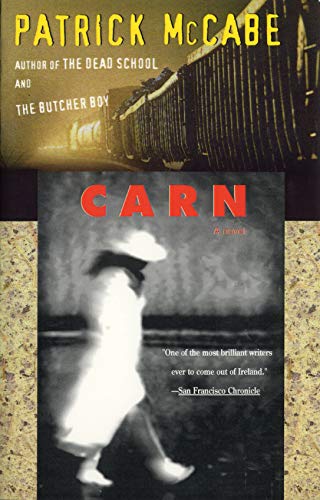 PATRICK McCABE
AUTHOR OF THE DEAD SCHOOL
AND
THE BUTCHER BOY
CARN
A novel
"One of the most brilliant writers
ever to come out of Ireland."
—San Francisco Chronicle